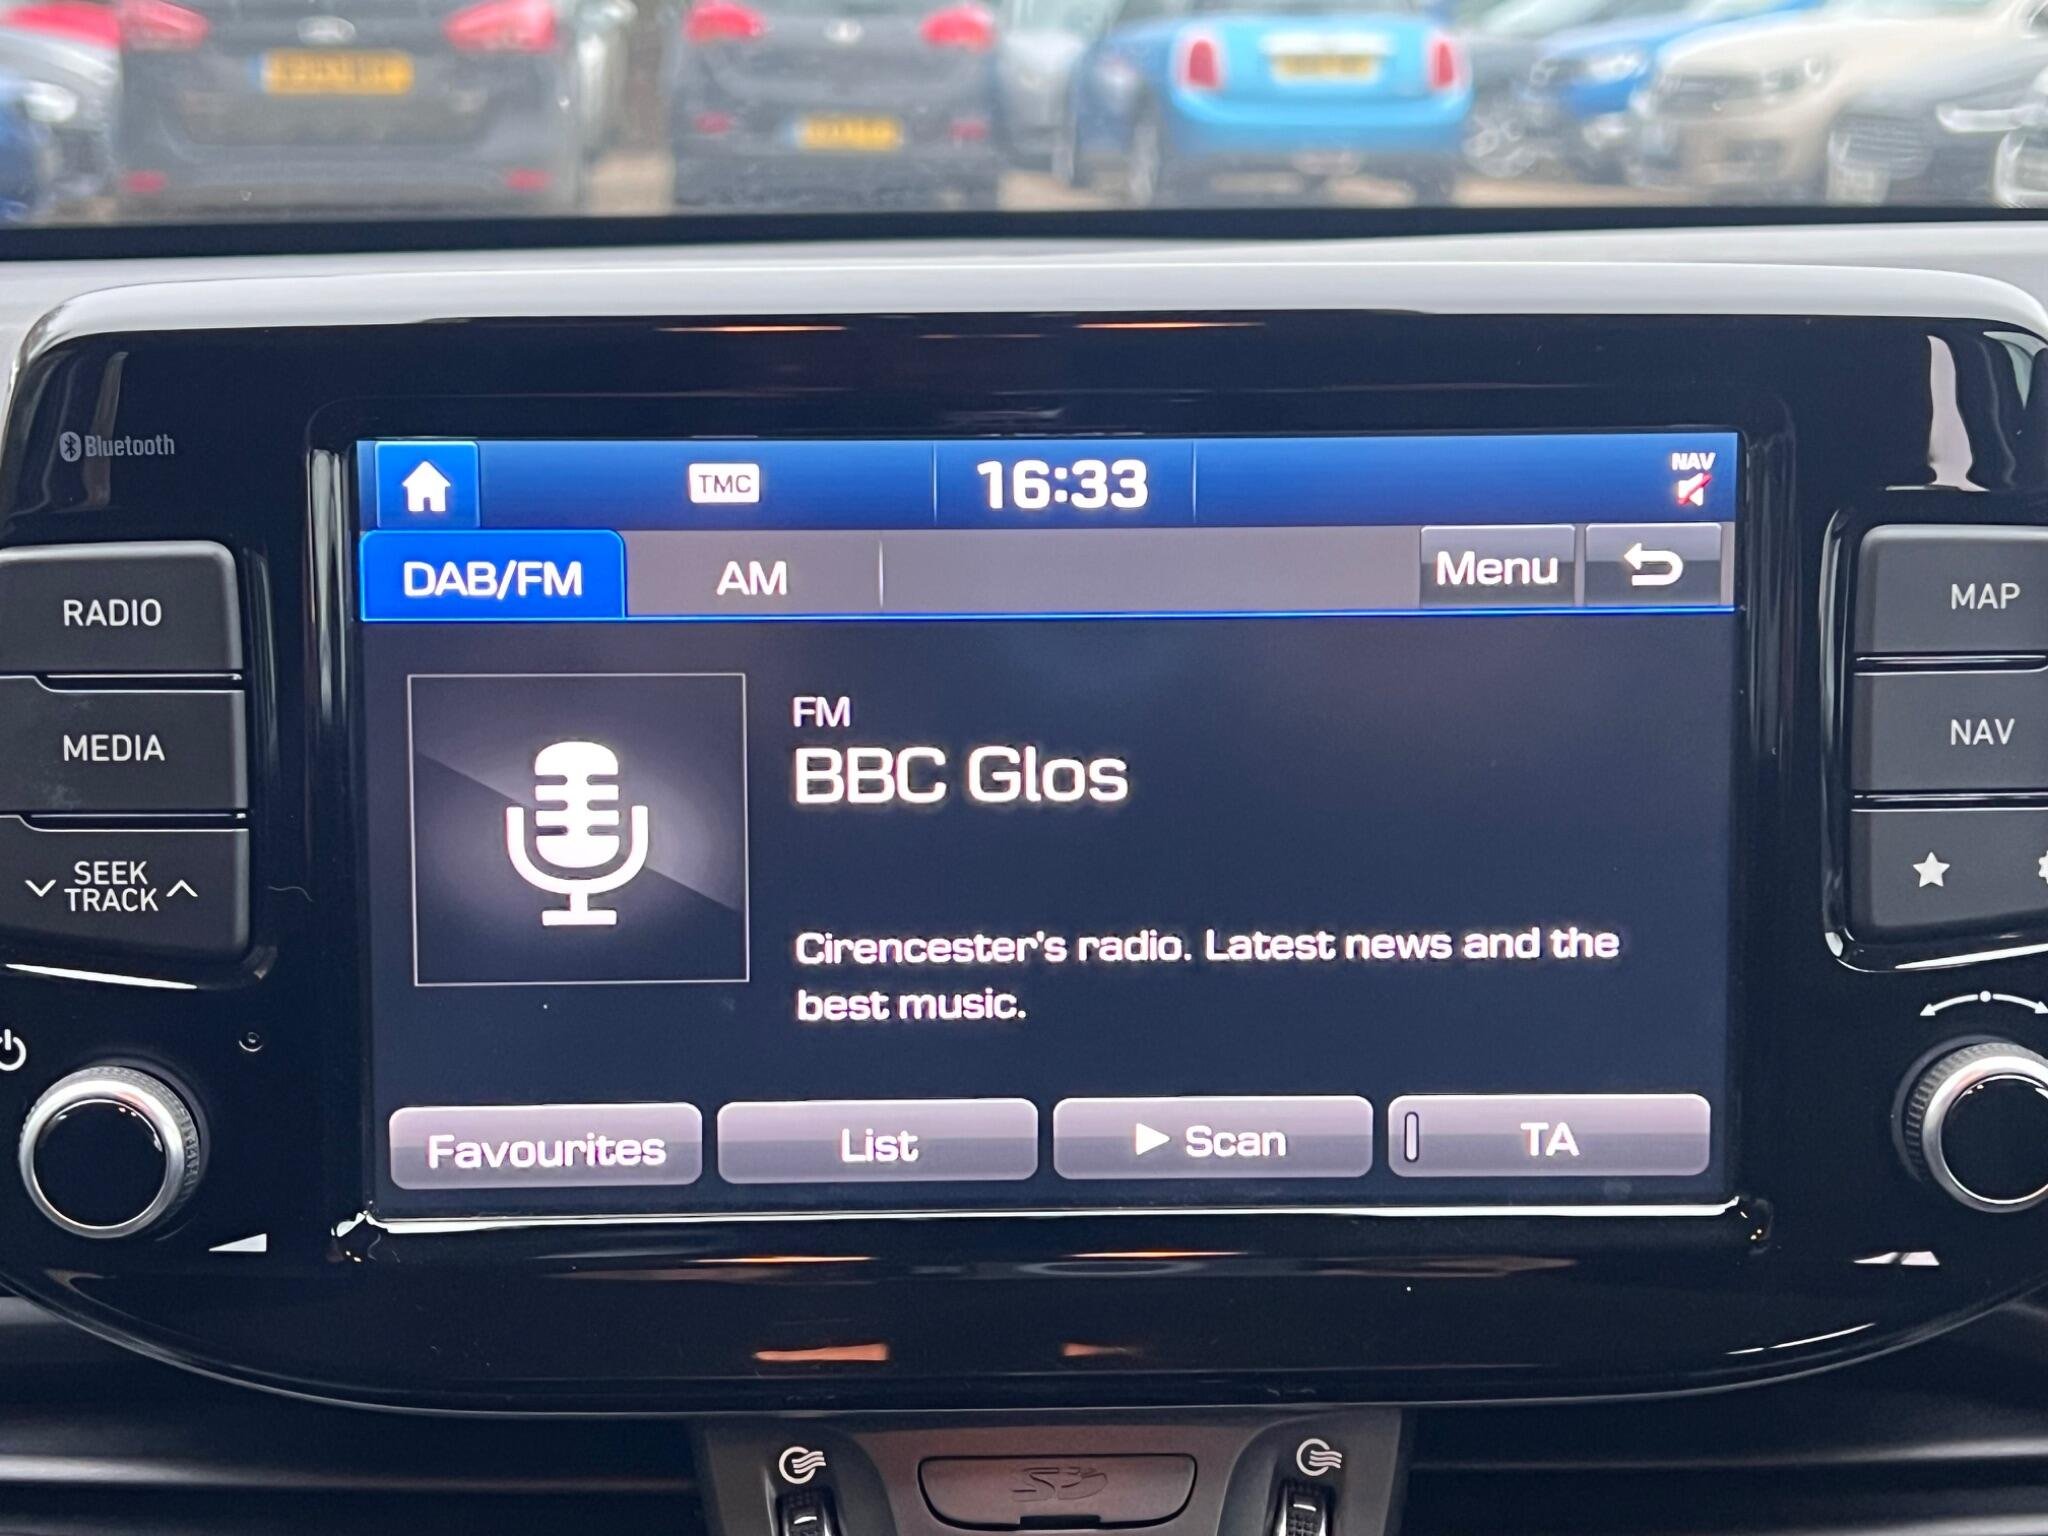 Bluetooth
TMC
16:33
NAV
DAB/FM
AM
Menu
RADIO
MEDIA
SEEK
TRACK
MAP
NAV
FM
BBC Glos
Cirencester's radio. Latest news and the
best music.
Favourites
List
Scan
TA
SD